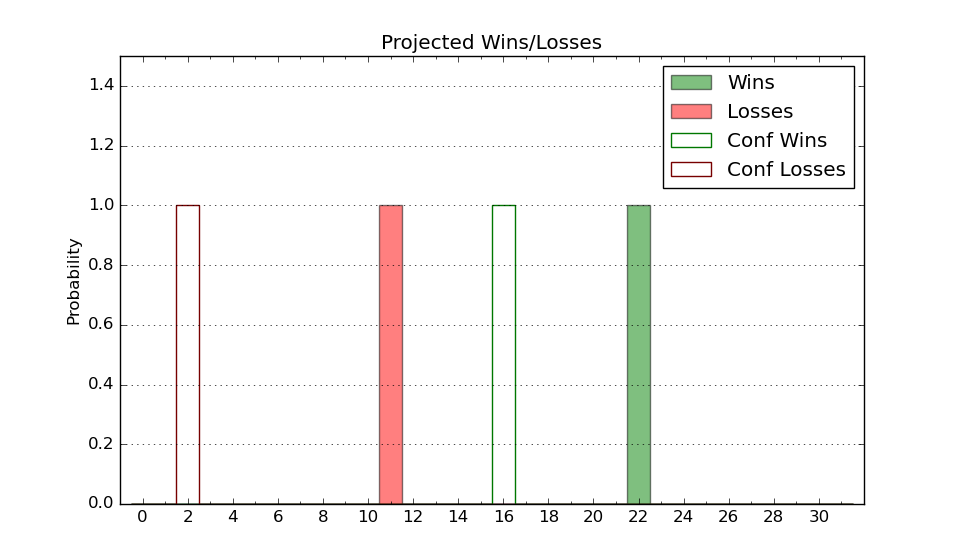 Projected Wins/Losses
Wins
Losses
Conf Wins
Conf Losses
Probability
1.4
1.2
1.0
0.8
0.6
0.4
0.2
0.0
0 2 4 6 8 10 12 14 16 18 20 22 24 26 28 30